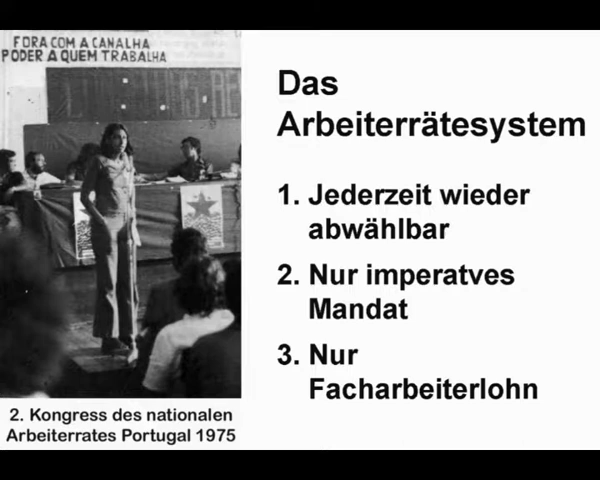 FORA COM A CANALHA
PODER A QUEM TRABALHA
2. Kongress des nationalen
Arbeiterrates Portugal 1975
Das
Arbeiterrätesystem
1. Jederzeit wieder
abwählbar
2. Nur imperatves
Mandat
3. Nur
Facharbeiterlohn